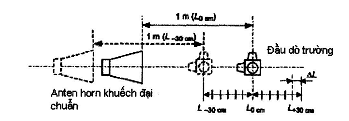 1 m (L0 cm)
1 m (L-30 cm)
Đầu dò trường
ΔL
Anten horn khuếch đại
chuẩn
L-30 cm
L0 cm
L+30 cm